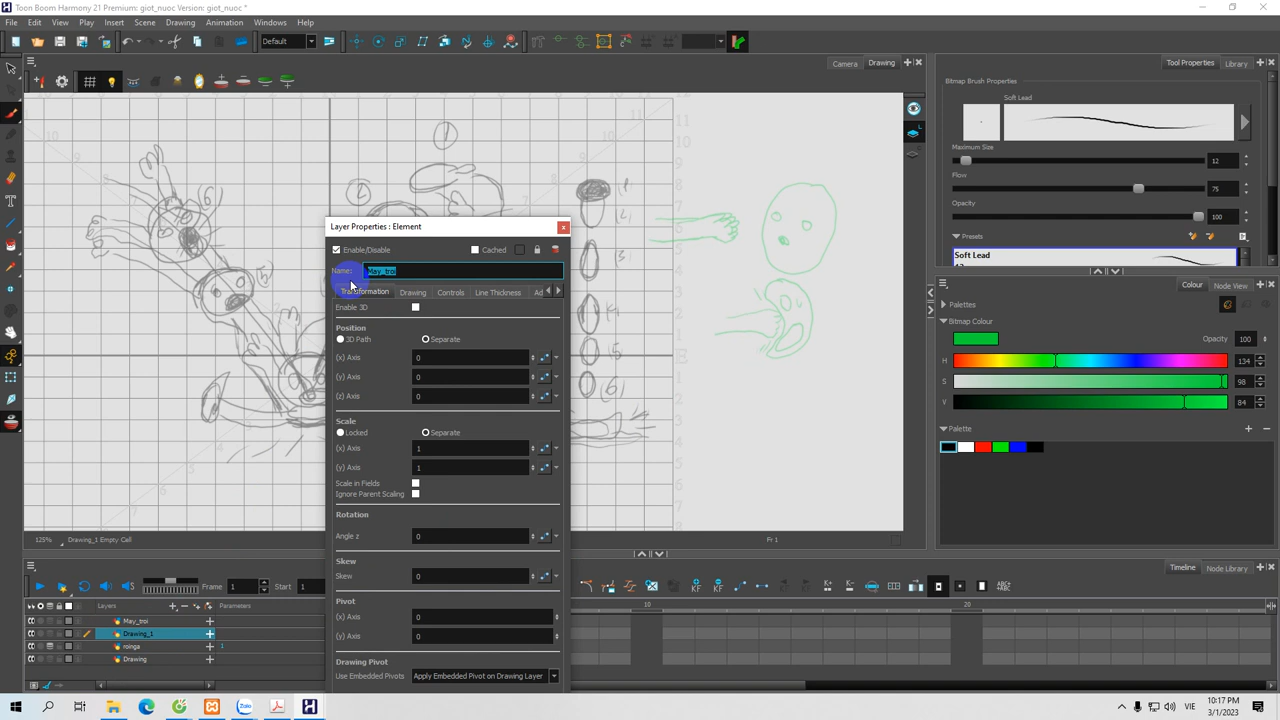 Toon Boom Harmony 21 Premium: giot_nuoc Version: giot_nuoc *
File Edit View Play Insert Scene Drawing Animation Windows Help
Default
Camera Drawing
Tool Properties Library
Bitmap Brush Properties
Soft Lead
Maximum Size
12
Flow
75
Opacity
100
Presets
Soft Lead
12
Layer Properties : Element
Enable/Disable Cached
Name: May_troi
Transformation Drawing Controls Line Thickness Ad
Enable 3D
Position
3D Path Separate
(x) Axis 0
(y) Axis 0
(z) Axis 0
Scale
Locked Separate
(x) Axis 1
(y) Axis 1
Scale in Fields
Ignore Parent Scaling
Rotation
Angle z 0
Skew
Skew 0
Pivot
(x) Axis 0
(y) Axis 0
Drawing Pivot
Use Embedded Pivots Apply Embedded Pivot on Drawing Layer
Colour Node View
Palettes
Bitmap Colour
Opacity 100
H 134
S 98
V 84
Palette
125% Drawing_1 Empty Cell Fr 1
Timeline Node Library
Frame 1 Start 1
Layers Parameters
10 20
May_troi
Drawing_1
roinga 1
Drawing
VIE
10:17 PM
3/1/2023